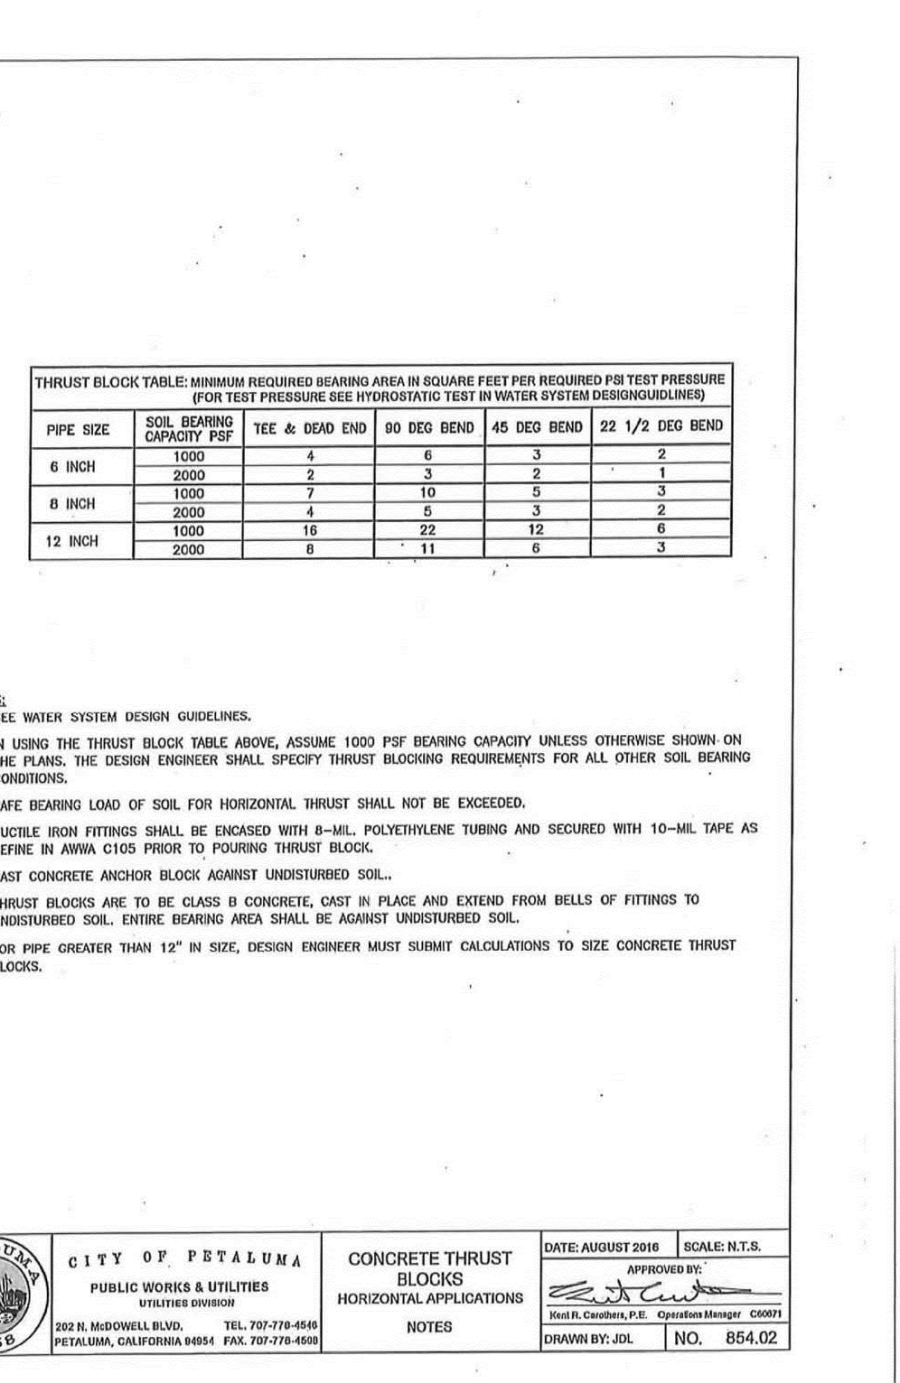 THRUST BLOCK TABLE: MINIMUM REQUIRED BEARING AREA IN SQUARE FEET PER REQUIRED PSI TEST PRESSURE
(FOR TEST PRESSURE SEE HYDROSTATIC TEST IN WATER SYSTEM DESIGNGUIDLINES)
PIPE SIZE SOIL BEARING CAPACITY PSF TEE & DEAD END 90 DEG BEND 45 DEG BEND 22 1/2 DEG BEND
6 INCH 1000 4 6 3 2
2000 2 3 2 1
8 INCH 1000 7 10 5 3
2000 4 5 3 2
12 INCH 1000 16 22 12 6
2000 8 11 6 3
EE WATER SYSTEM DESIGN GUIDELINES.
N USING THE THRUST BLOCK TABLE ABOVE, ASSUME 1000 PSF BEARING CAPACITY UNLESS OTHERWISE SHOWN ON
HE PLANS. THE DESIGN ENGINEER SHALL SPECIFY THRUST BLOCKING REQUIREMENTS FOR ALL OTHER SOIL BEARING
ONDITIONS.
AFE BEARING LOAD OF SOIL FOR HORIZONTAL THRUST SHALL NOT BE EXCEEDED.
UCTILE IRON FITTINGS SHALL BE ENCASED WITH 8-MIL. POLYETHYLENE TUBING AND SECURED WITH 10-MIL TAPE AS
EFINE IN AWWA C105 PRIOR TO POURING THRUST BLOCK.
AST CONCRETE ANCHOR BLOCK AGAINST UNDISTURBED SOIL..
HRUST BLOCKS ARE TO BE CLASS B CONCRETE, CAST IN PLACE AND EXTEND FROM BELLS OF FITTINGS TO
NDISTURBED SOIL. ENTIRE BEARING AREA SHALL BE AGAINST UNDISTURBED SOIL.
OR PIPE GREATER THAN 12" IN SIZE, DESIGN ENGINEER MUST SUBMIT CALCULATIONS TO SIZE CONCRETE THRUST
LOCKS.
UMA
CITY OF PETALUMA
PUBLIC WORKS & UTILITIES
UTILITIES DIVISION
202 N. McDOWELL BLVD. TEL. 707-778-4546
PETALUMA, CALIFORNIA 94954 FAX. 707-778-4508
CONCRETE THRUST
BLOCKS
HORIZONTAL APPLICATIONS
NOTES
DATE: AUGUST 2016 SCALE: N.T.S.
APPROVED BY:
Kent R. Carothers, P.E. Operations Manager C60071
DRAWN BY: JDL NO. 854.02